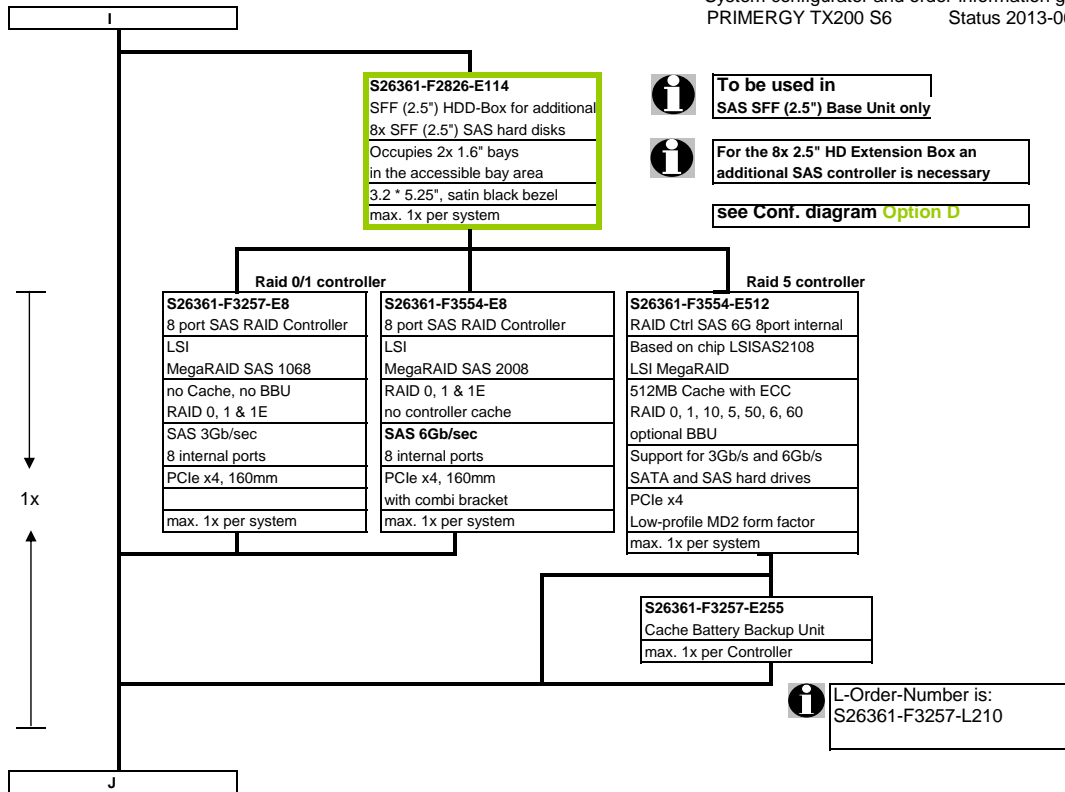 System configurator and order information g
PRIMERGY TX200 S6 Status 2013-0
I
S26361-F2826-E114
SFF (2.5") HDD-Box for additional
8x SFF (2.5") SAS hard disks
Occupies 2x 1.6" bays
in the accessible bay area
3.2 * 5.25", satin black bezel
max. 1x per system
To be used in
SAS SFF (2.5") Base Unit only
For the 8x 2.5" HD Extension Box an
additional SAS controller is necessary
see Conf. diagram Option D
Raid 0/1 controller
Raid 5 controller
S26361-F3257-E8
8 port SAS RAID Controller
LSI
MegaRAID SAS 1068
no Cache, no BBU
RAID 0, 1 & 1E
SAS 3Gb/sec
8 internal ports
PCIe x4, 160mm
max. 1x per system
S26361-F3554-E8
8 port SAS RAID Controller
LSI
MegaRAID SAS 2008
RAID 0, 1 & 1E
no controller cache
SAS 6Gb/sec
8 internal ports
PCIe x4, 160mm
with combi bracket
max. 1x per system
S26361-F3554-E512
RAID Ctrl SAS 6G 8port internal
Based on chip LSISAS2108
LSI MegaRAID
512MB Cache with ECC
RAID 0, 1, 10, 5, 50, 6, 60
optional BBU
Support for 3Gb/s and 6Gb/s
SATA and SAS hard drives
PCIe x4
Low-profile MD2 form factor
max. 1x per system
1x
S26361-F3257-E255
Cache Battery Backup Unit
max. 1x per Controller
L-Order-Number is:
S26361-F3257-L210
J